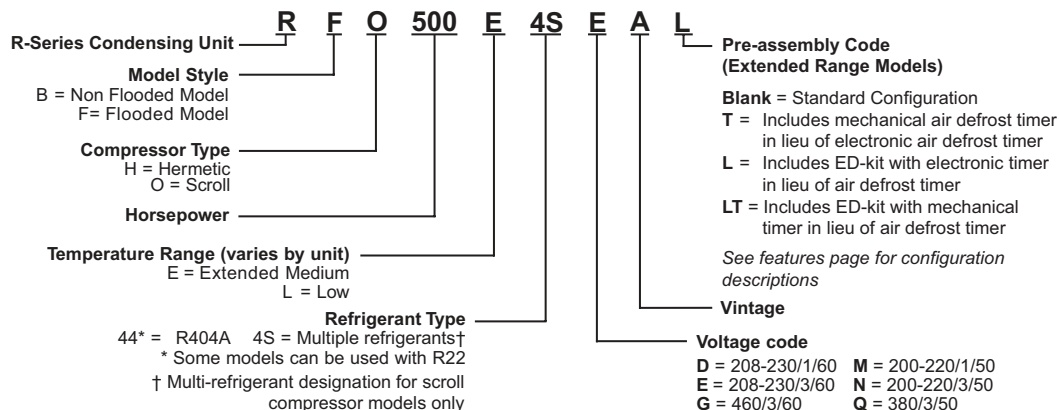 R F O 500 E 4S E A L
R-Series Condensing Unit
Model Style
B = Non Flooded Model
F= Flooded Model
Compressor Type
H = Hermetic
O = Scroll
Horsepower
Temperature Range (varies by unit)
E = Extended Medium
L = Low
Refrigerant Type
44* = R404A 4S = Multiple refrigerants†
* Some models can be used with R22
† Multi-refrigerant designation for scroll
compressor models only
Pre-assembly Code
(Extended Range Models)
Blank = Standard Configuration
T = Includes mechanical air defrost timer
in lieu of electronic air defrost timer
L = Includes ED-kit with electronic timer
in lieu of air defrost timer
LT = Includes ED-kit with mechanical
timer in lieu of air defrost timer
See features page for configuration
descriptions
Vintage
Voltage code
D = 208-230/1/60 M = 200-220/1/50
E = 208-230/3/60 N = 200-220/3/50
G = 460/3/60 Q = 380/3/50